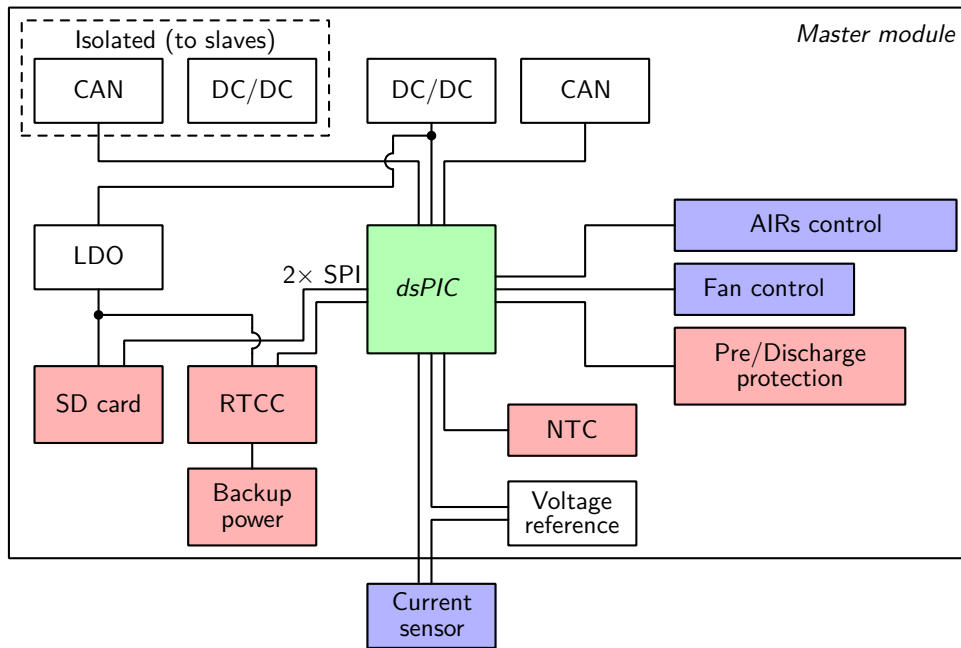 Isolated (to slaves)
Master module
CAN
DC/DC
DC/DC
CAN
AIRs control
LDO
2× SPI
dsPIC
Fan control
Pre/Discharge
protection
SD card
RTCC
NTC
Backup
power
Voltage
reference
Current
sensor